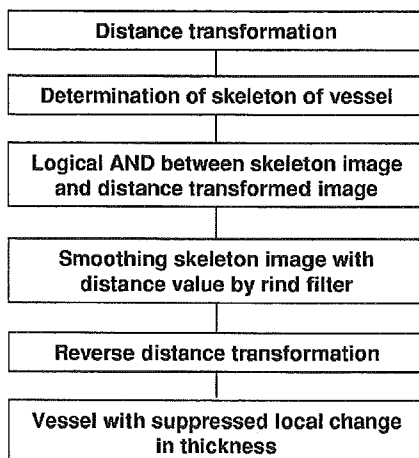 Distance transformation
Determination of skeleton of vessel
Logical AND between skeleton image
and distance transformed image
Smoothing skeleton image with
distance value by rind filter
Reverse distance transformation
Vessel with suppressed local change
in thickness